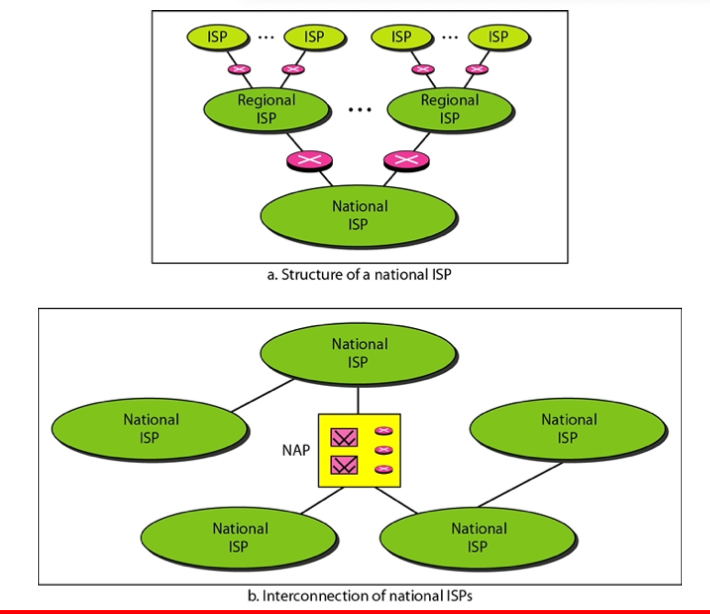 ISP ... ISP ISP ... ISP
Regional
ISP
...
Regional
ISP
National
ISP
a. Structure of a national ISP
National
ISP
National
ISP
National
ISP
NAP
National
ISP
National
ISP
b. Interconnection of national ISPs